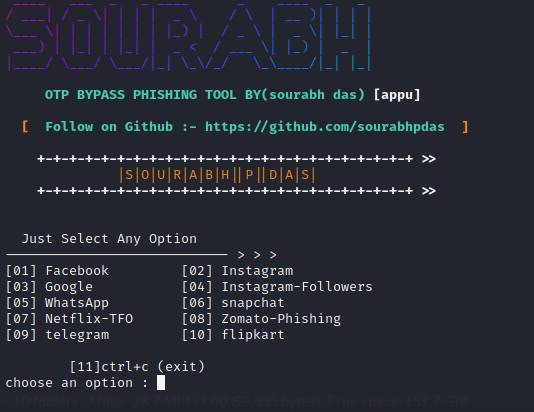 SOURABH
OTP BYPASS PHISHING TOOL BY(sourabh das) [appu]
[ Follow on Github :- https://github.com/sourabhpdas ]
+-+-+-+-+-+-+-+-+-+-+-+-+-+-+-+-+-+-+-+-+-+-+-+ >>
|S|O|U|R|A|B|H||P||D|A|S|
+-+-+-+-+-+-+-+-+-+-+-+-+-+-+-+-+-+-+-+-+-+-+-+ >>
Just Select Any Option
---------------------------- > > >
[01] Facebook [02] Instagram
[03] Google [04] Instagram-Followers
[05] WhatsApp [06] snapchat
[07] Netflix-TFO [08] Zomato-Phishing
[09] telegram [10] flipkart
[11]ctrl+c (exit)
choose an option :